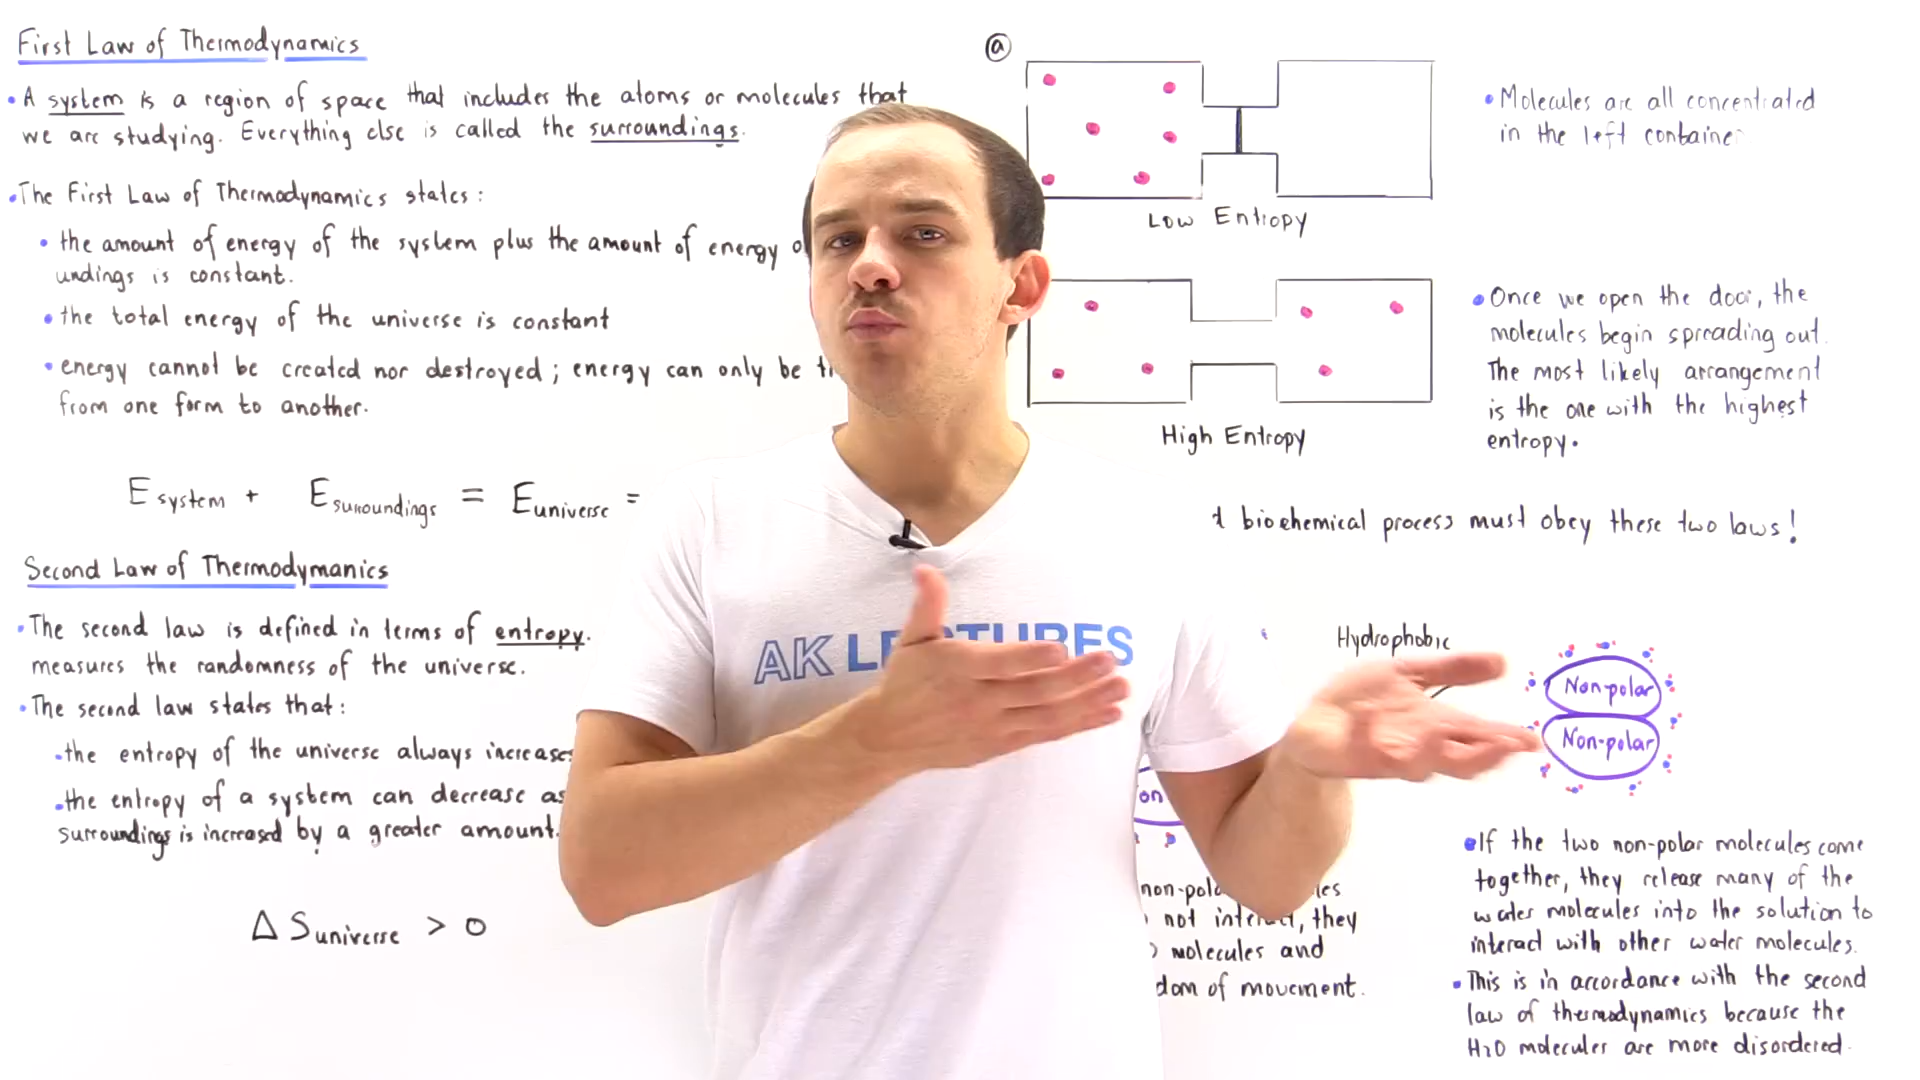 First Law of Thermodynamics
• A system is a region of space that includes the atoms or molecules that
we are studying. Everything else is called the surroundings.
• The First Law of Thermodynamics states:
• the amount of energy of the system plus the amount of energy
undings is constant.
• the total energy of the universe is constant
• energy cannot be created nor destroyed; energy can only be
from one form to another.
E system + E surroundings = E universe =
Second Law of Thermodymanics
• The second law is defined in terms of entropy.
measures the randomness of the universe.
• The second law states that:
• the entropy of the universe always increases
• the entropy of a system can decrease as
surroundings is increased by a greater amount.
Δ S universe > 0
AK LECTURES
a
Low Entropy
• Molecules are all concentrated
in the left container
High Entropy
• Once we open the door, the
molecules begin spreading out.
The most likely arrangement
is the one with the highest
entropy.
biochemical process must obey these two laws!
Hydrophobic
Non-polar
Non-polar
on
non-pola
not interact, they
molecules and
dom of movement.
• If the two non-polar molecules come
together, they release many of the
water molecules into the solution to
interact with other water molecules.
• This is in accordance with the second
law of thermodynamics because the
H2O molecules are more disordered.